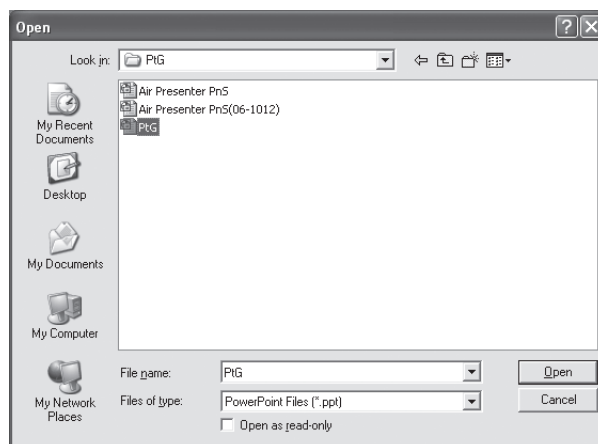 Open
Look in: PtG
Air Presenter PnS
Air Presenter PnS(06-1012)
PtG
My Recent
Documents
Desktop
My Documents
My Computer
My Network
Places
File name: PtG Open
Files of type: PowerPoint Files (*.ppt) Cancel
Open as read-only